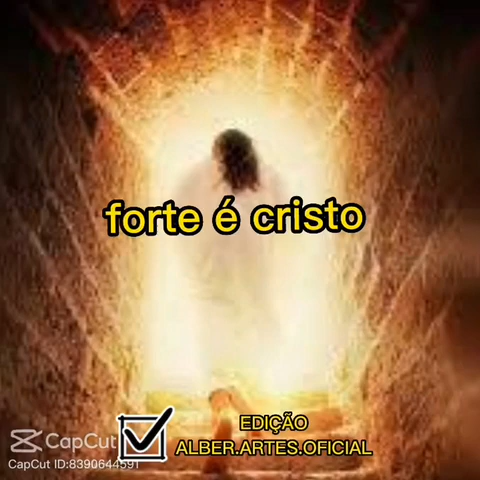 forte é cristo
EDIÇÃO
ALBER.ARTES.OFICIAL
CapCut
CapCut ID:8390644591